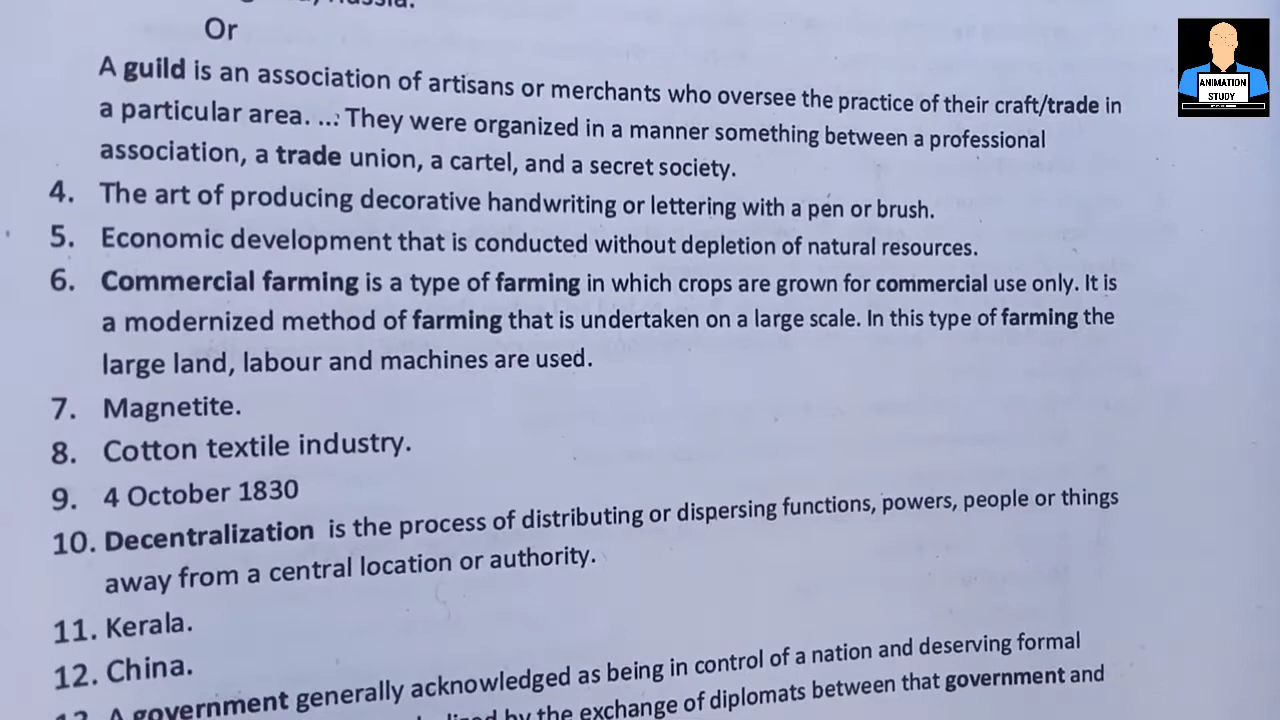 Russia.
Or
A guild is an association of artisans or merchants who oversee the practice of their craft/trade in
a particular area. ...: They were organized in a manner something between a professional
association, a trade union, a cartel, and a secret society.
4. The art of producing decorative handwriting or lettering with a pen or brush.
5. Economic development that is conducted without depletion of natural resources.
6. Commercial farming is a type of farming in which crops are grown for commercial use only. It is
a modernized method of farming that is undertaken on a large scale. In this type of farming the
large land, labour and machines are used.
7. Magnetite.
8. Cotton textile industry.
9. 4 October 1830
10. Decentralization is the process of distributing or dispersing functions, powers, people or things
away from a central location or authority.
11. Kerala.
12. China.
13. A government generally acknowledged as being in control of a nation and deserving formal
by the exchange of diplomats between that government and
ANIMATION
STUDY